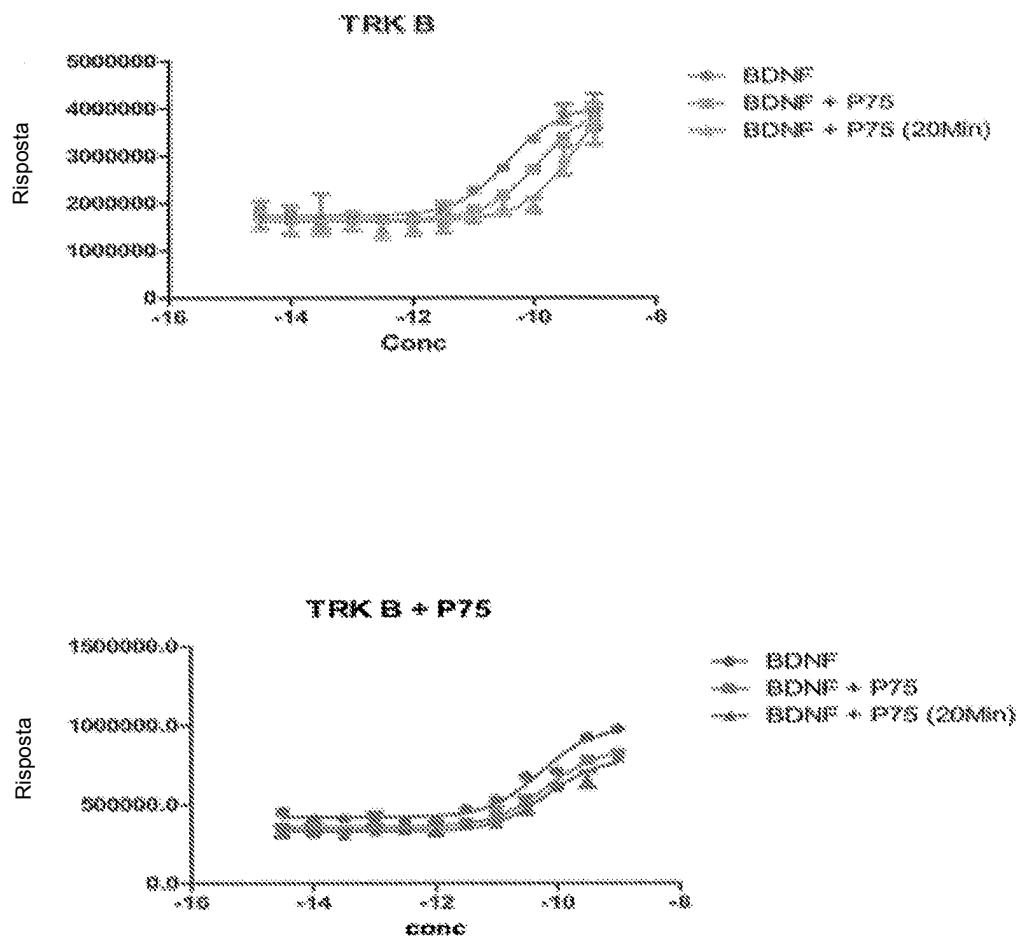 TRK B
5000000
4000000
3000000
2000000
1000000
0
Risposta
-16
-14
-12
-10
-8
Conc
BDNF
BDNF + P75
BDNF + P75 (20Min)
TRK B + P75
1500000.0
1000000.0
500000.0
0.0
Risposta
-16
-14
-12
-10
-8
conc
BDNF
BDNF + P75
BDNF + P75 (20Min)